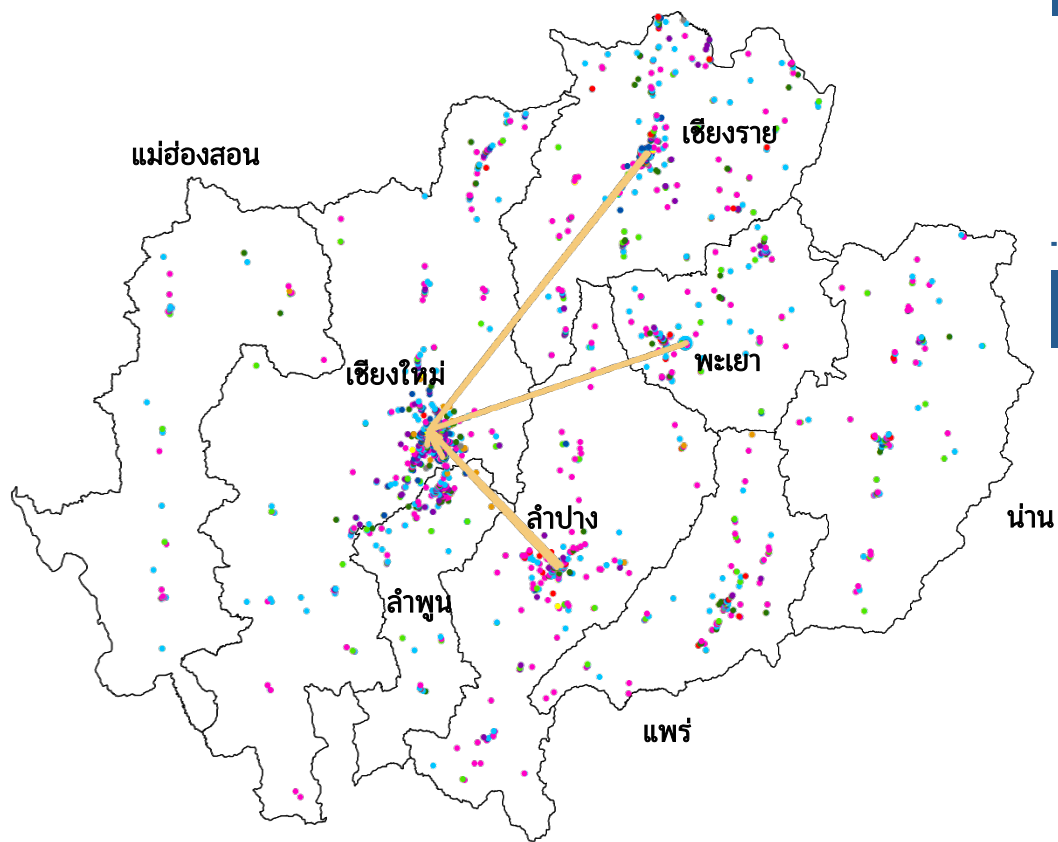 เชียงราย
แม่ฮ่องสอน
พะเยา
เชียงใหม่
ลำปาง
น่าน
ลำพูน
แพร่